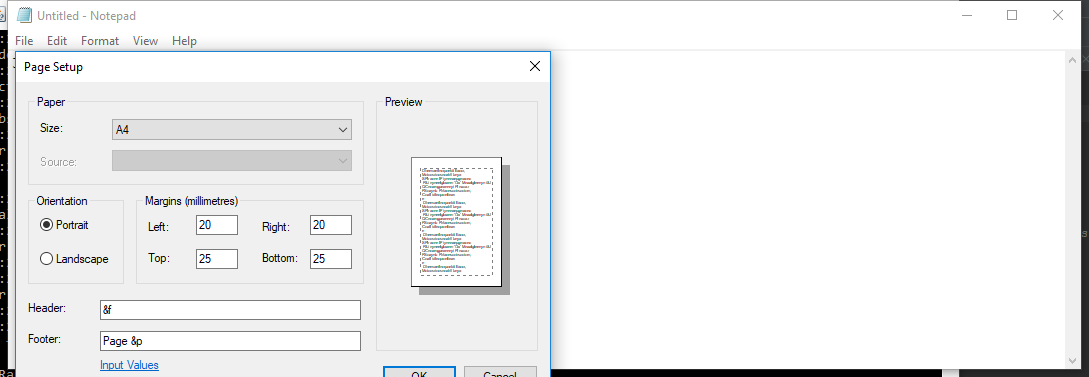 Untitled - Notepad
File Edit Format View Help
Page Setup
Paper
Size: A4
Source:
Preview
Orientation
Portrait
Landscape
Margins (millimetres)
Left: 20 Right: 20
Top: 25 Bottom: 25
Header: &f
Footer: Page &p
Input Values
OK Cancel